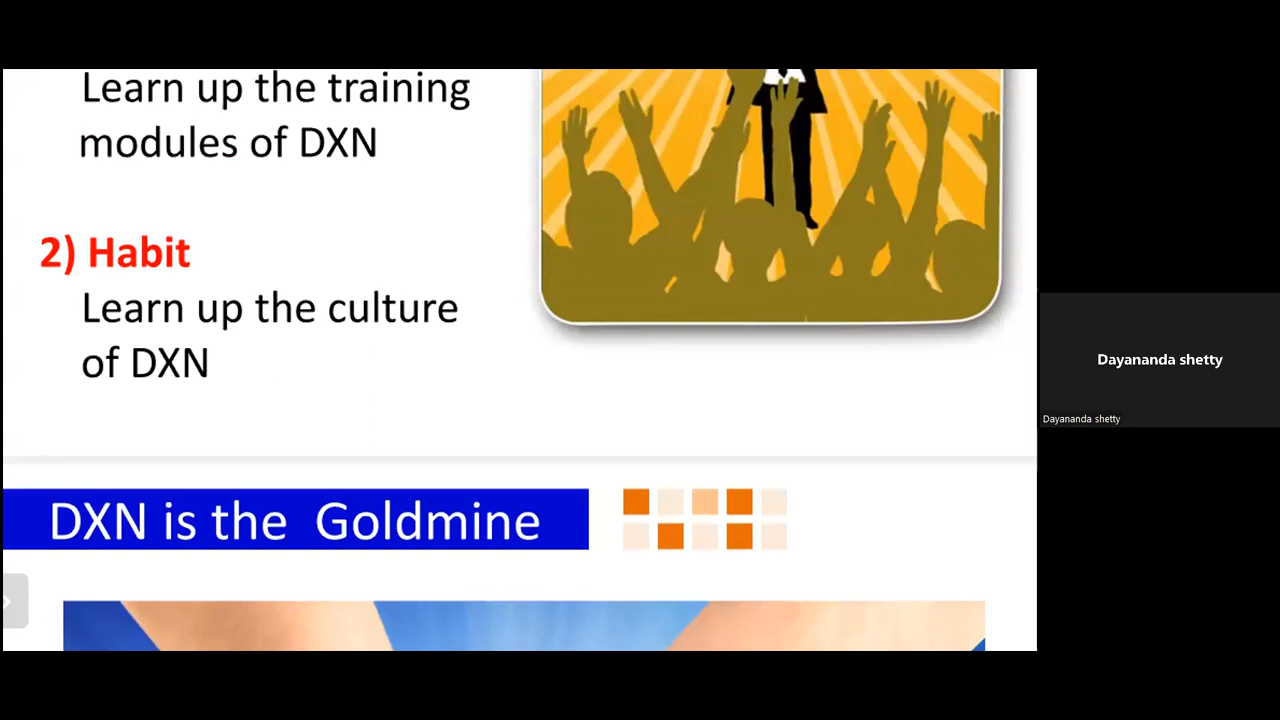 Learn up the training
modules of DXN
2) Habit
Learn up the culture
of DXN
DXN is the Goldmine
Dayananda shetty
Dayananda shetty